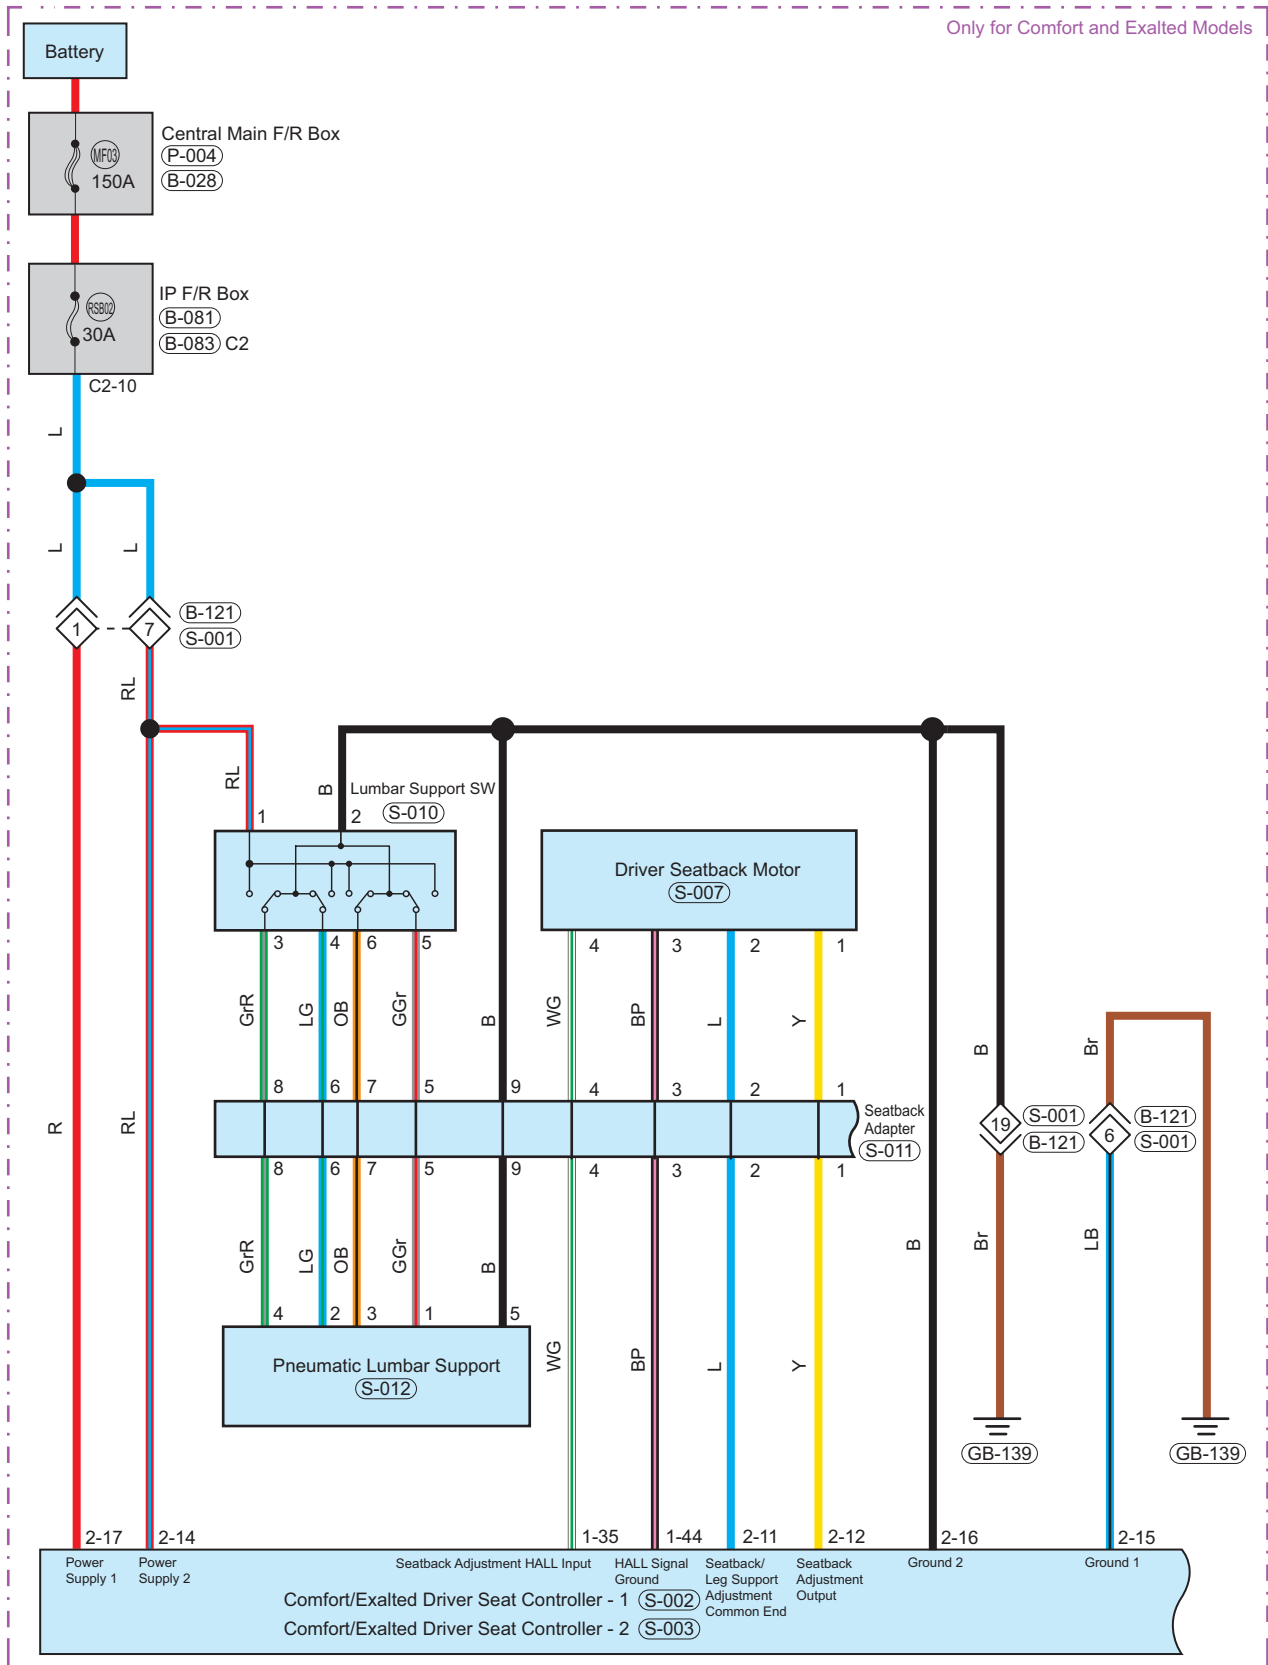 Only for Comfort and Exalted Models
Battery
Central Main F/R Box
MF03
P-004
150A
B-028
IP F/R Box
RSB02
B-081
30A
B-083 C2
C2-10
L
L L
B-121
1 7
S-001
RL
RL
B
Lumbar Support SW
1 2 S-010
Driver Seatback Motor
S-007
3 4 6 5 4 3 2 1
GrR LG OB GGr B WG BP L Y B Br
8 6 7 5 9 4 3 2 1
Seatback
Adapter
S-011
19 S-001
B-121
6 B-121
S-001
R RL
8 6 7 5 9 4 3 2 1
GrR LG OB GGr B B Br LB
4 2 3 1 5
WG BP L Y
Pneumatic Lumbar Support
S-012
GB-139 GB-139
2-17 2-14 1-35 1-44 2-11 2-12 2-16 2-15
Power
Supply 1
Power
Supply 2
Seatback Adjustment HALL Input
HALL Signal
Ground
Seatback/
Leg Support
Adjustment
Common End
Seatback
Adjustment
Output
Ground 2
Ground 1
Comfort/Exalted Driver Seat Controller - 1 S-002
Comfort/Exalted Driver Seat Controller - 2 S-003